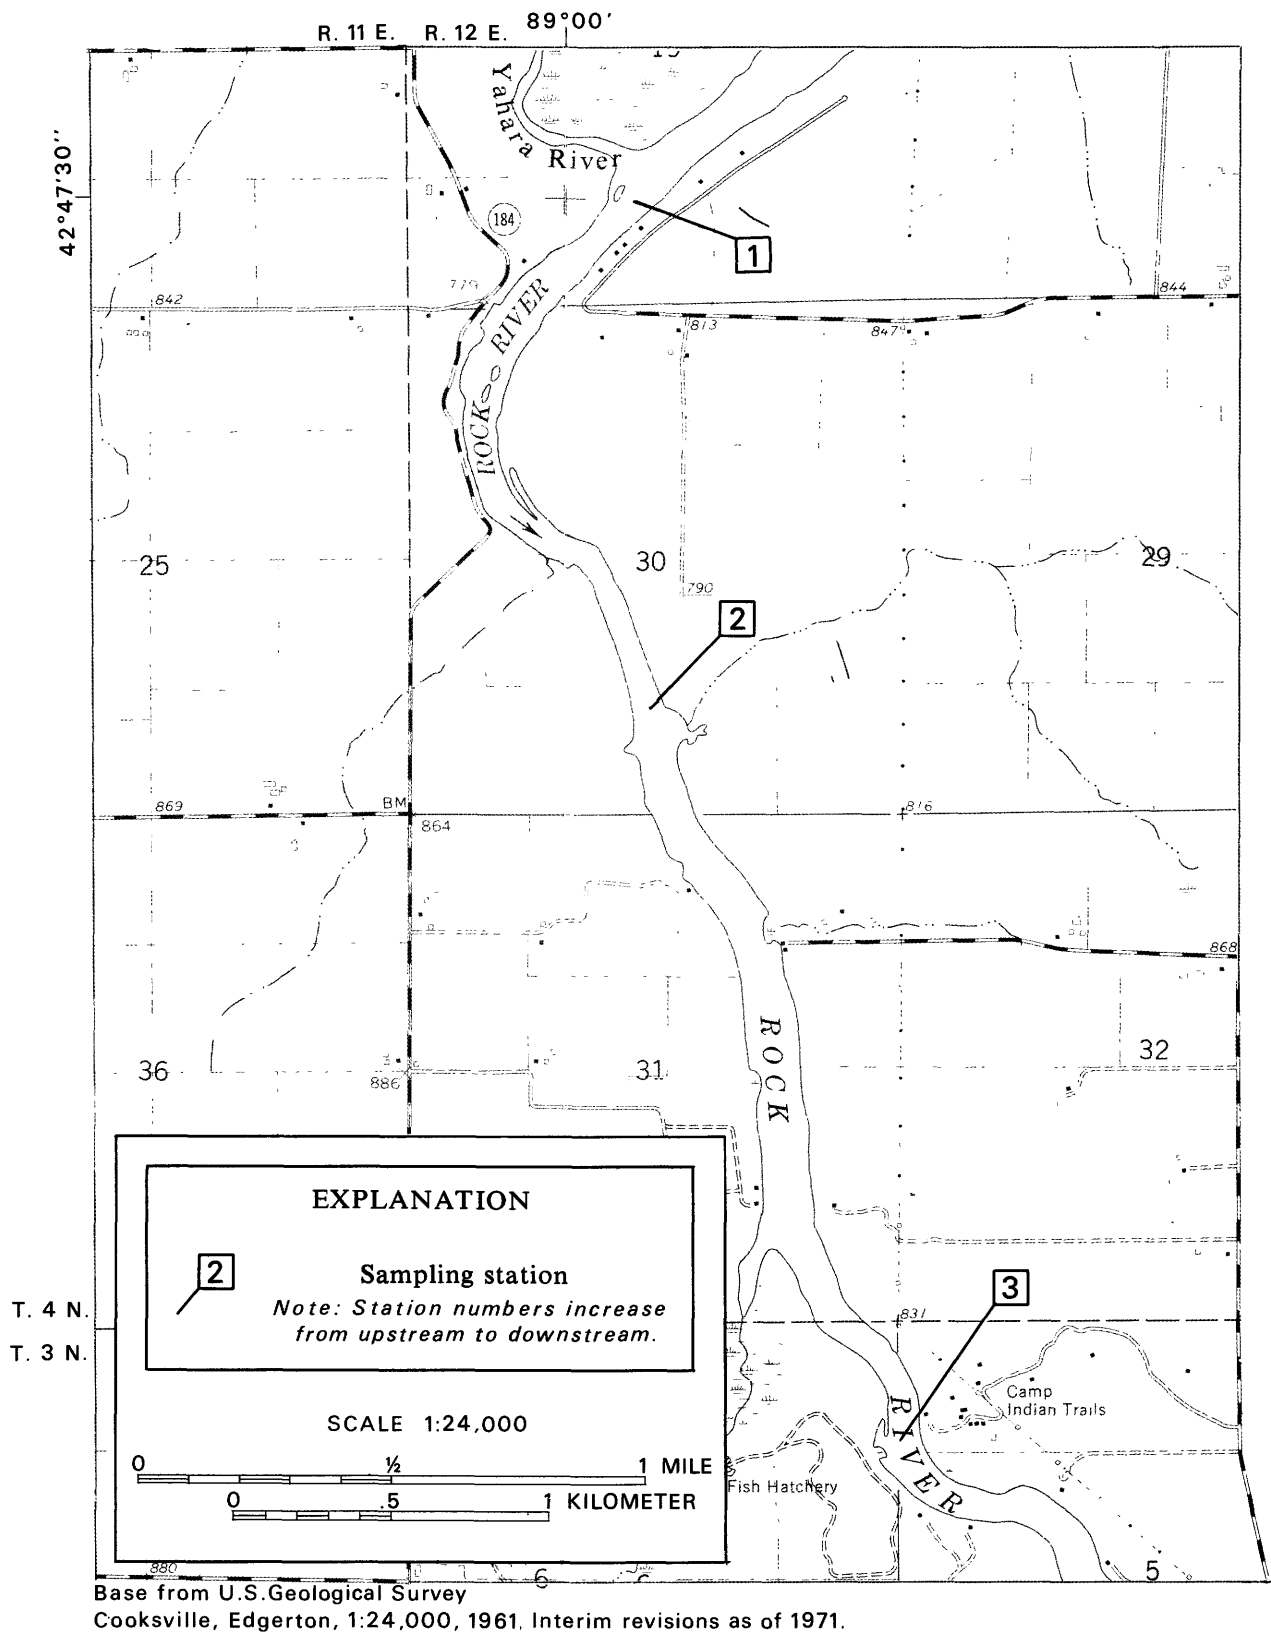 R. 11 E.
R. 12 E.
89°00'
Yahara
River
42°47'30"
184
1
779
842
844
ROCK RIVER
813
847
25
30
29
790
2
869
BM
816
864
868
ROCK
36
31
32
886
EXPLANATION
2
Sampling station
Note: Station numbers increase
from upstream to downstream.
3
831
T. 4 N.
T. 3 N.
Camp
Indian Trails
RIVER
SCALE 1:24,000
0 ½ 1 MILE
0 .5 1 KILOMETER
Fish Hatchery
880
6
5
Base from U.S.Geological Survey
Cooksville, Edgerton, 1:24,000, 1961. Interim revisions as of 1971.